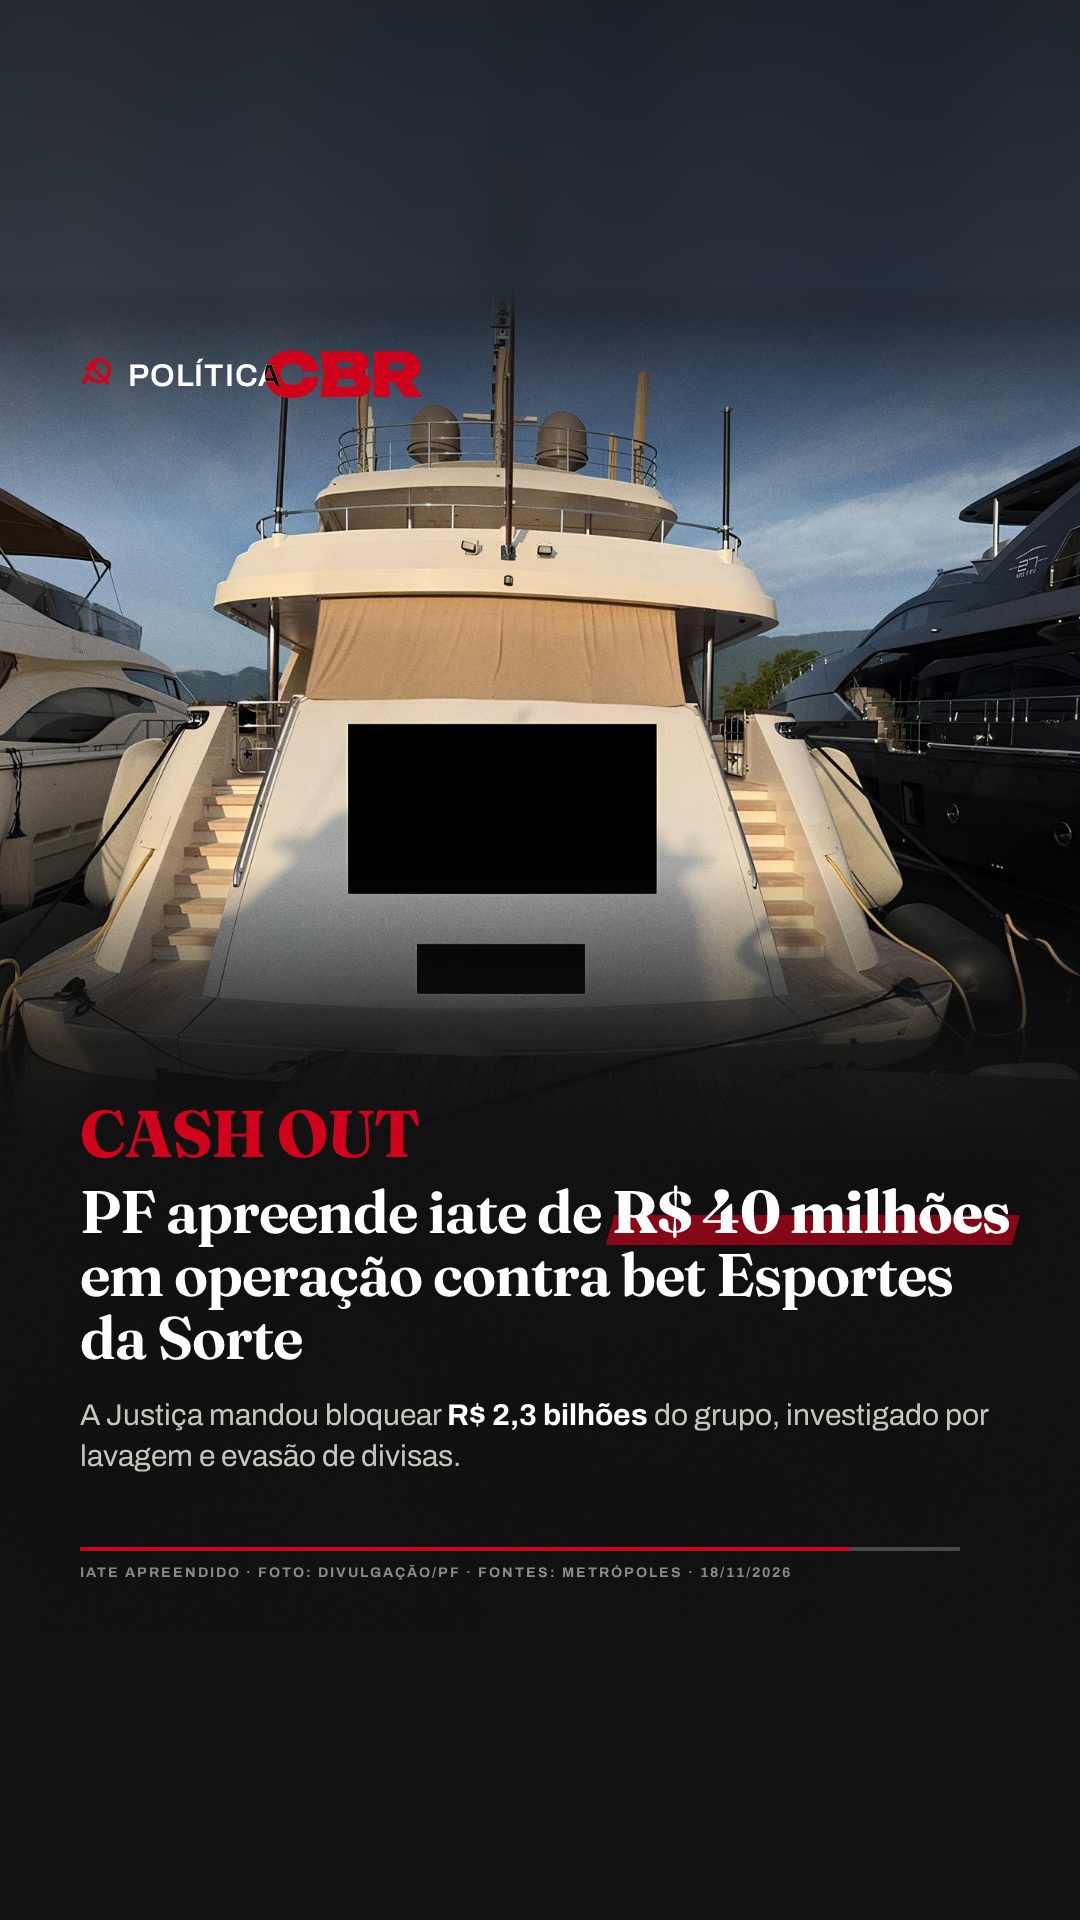 POLÍTICA CBR
CASH OUT
PF apreende iate de R$ 40 milhões
em operação contra bet Esportes
da Sorte
A Justiça mandou bloquear R$ 2,3 bilhões do grupo, investigado por
lavagem e evasão de divisas.
IATE APREENDIDO · FOTO: DIVULGAÇÃO/PF · FONTES: METRÓPOLES · 18/11/2026